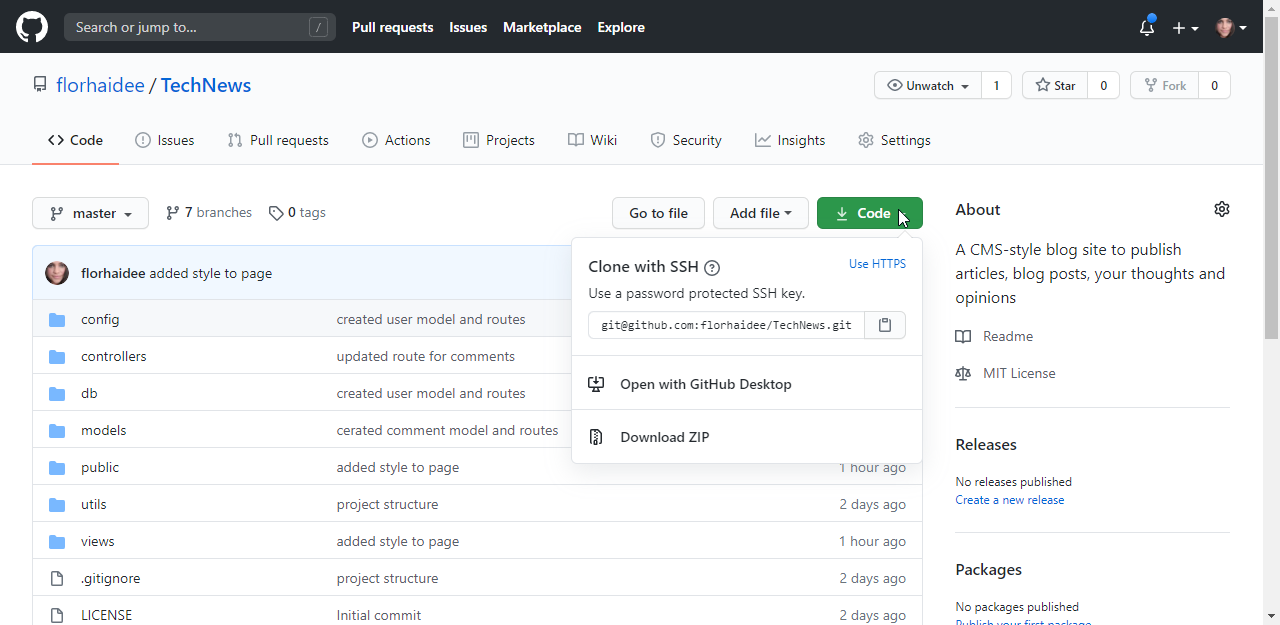 Search or jump to... / Pull requests Issues Marketplace Explore
florhaidee / TechNews Unwatch 1 Star 0 Fork 0
Code Issues Pull requests Actions Projects Wiki Security Insights Settings
master 7 branches 0 tags Go to file Add file Code
florhaidee added style to page
config created user model and routes
controllers updated route for comments
db created user model and routes
models cerated comment model and routes
public added style to page 1 hour ago
utils project structure 2 days ago
views added style to page 1 hour ago
.gitignore project structure 2 days ago
LICENSE Initial commit 2 days ago
Clone with SSH ? Use HTTPS
Use a password protected SSH key.
git@github.com:florhaidee/TechNews.git
Open with GitHub Desktop
Download ZIP
About
A CMS-style blog site to publish
articles, blog posts, your thoughts and
opinions
Readme
MIT License
Releases
No releases published
Create a new release
Packages
No packages published
Publish your first package